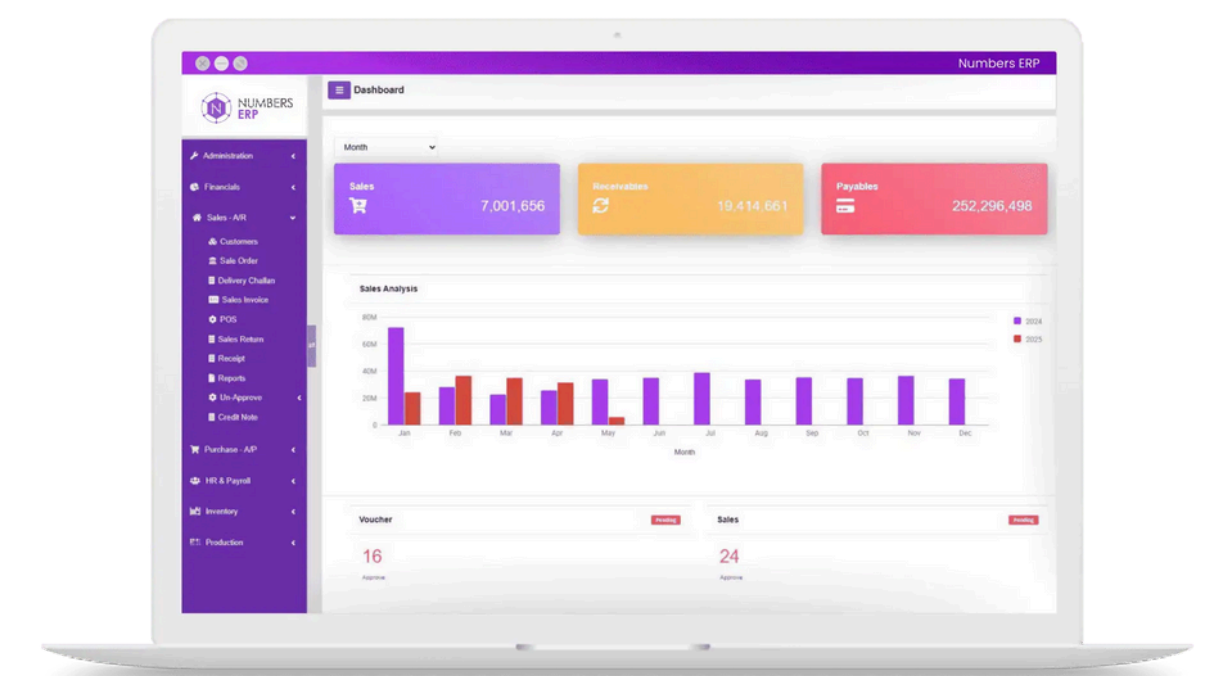 Numbers ERP
NUMBERS
ERP
Dashboard
Administration
Financials
Sales - A/R
Customers
Sale Order
Delivery Challan
Sales Invoice
POS
Sales Return
Receipt
Reports
Un-Approve
Credit Note
Purchase - A/P
HR & Payroll
Inventory
Production
Month
Sales
7,001,656
Receivables
19,414,661
Payables
252,296,498
Sales Analysis
80M
60M
40M
20M
0
Jan Feb Mar Apr May Jun Jul Aug Sep Oct Nov Dec
Month
2024
2025
Voucher
Pending
16
Approve
Sales
Pending
24
Approve